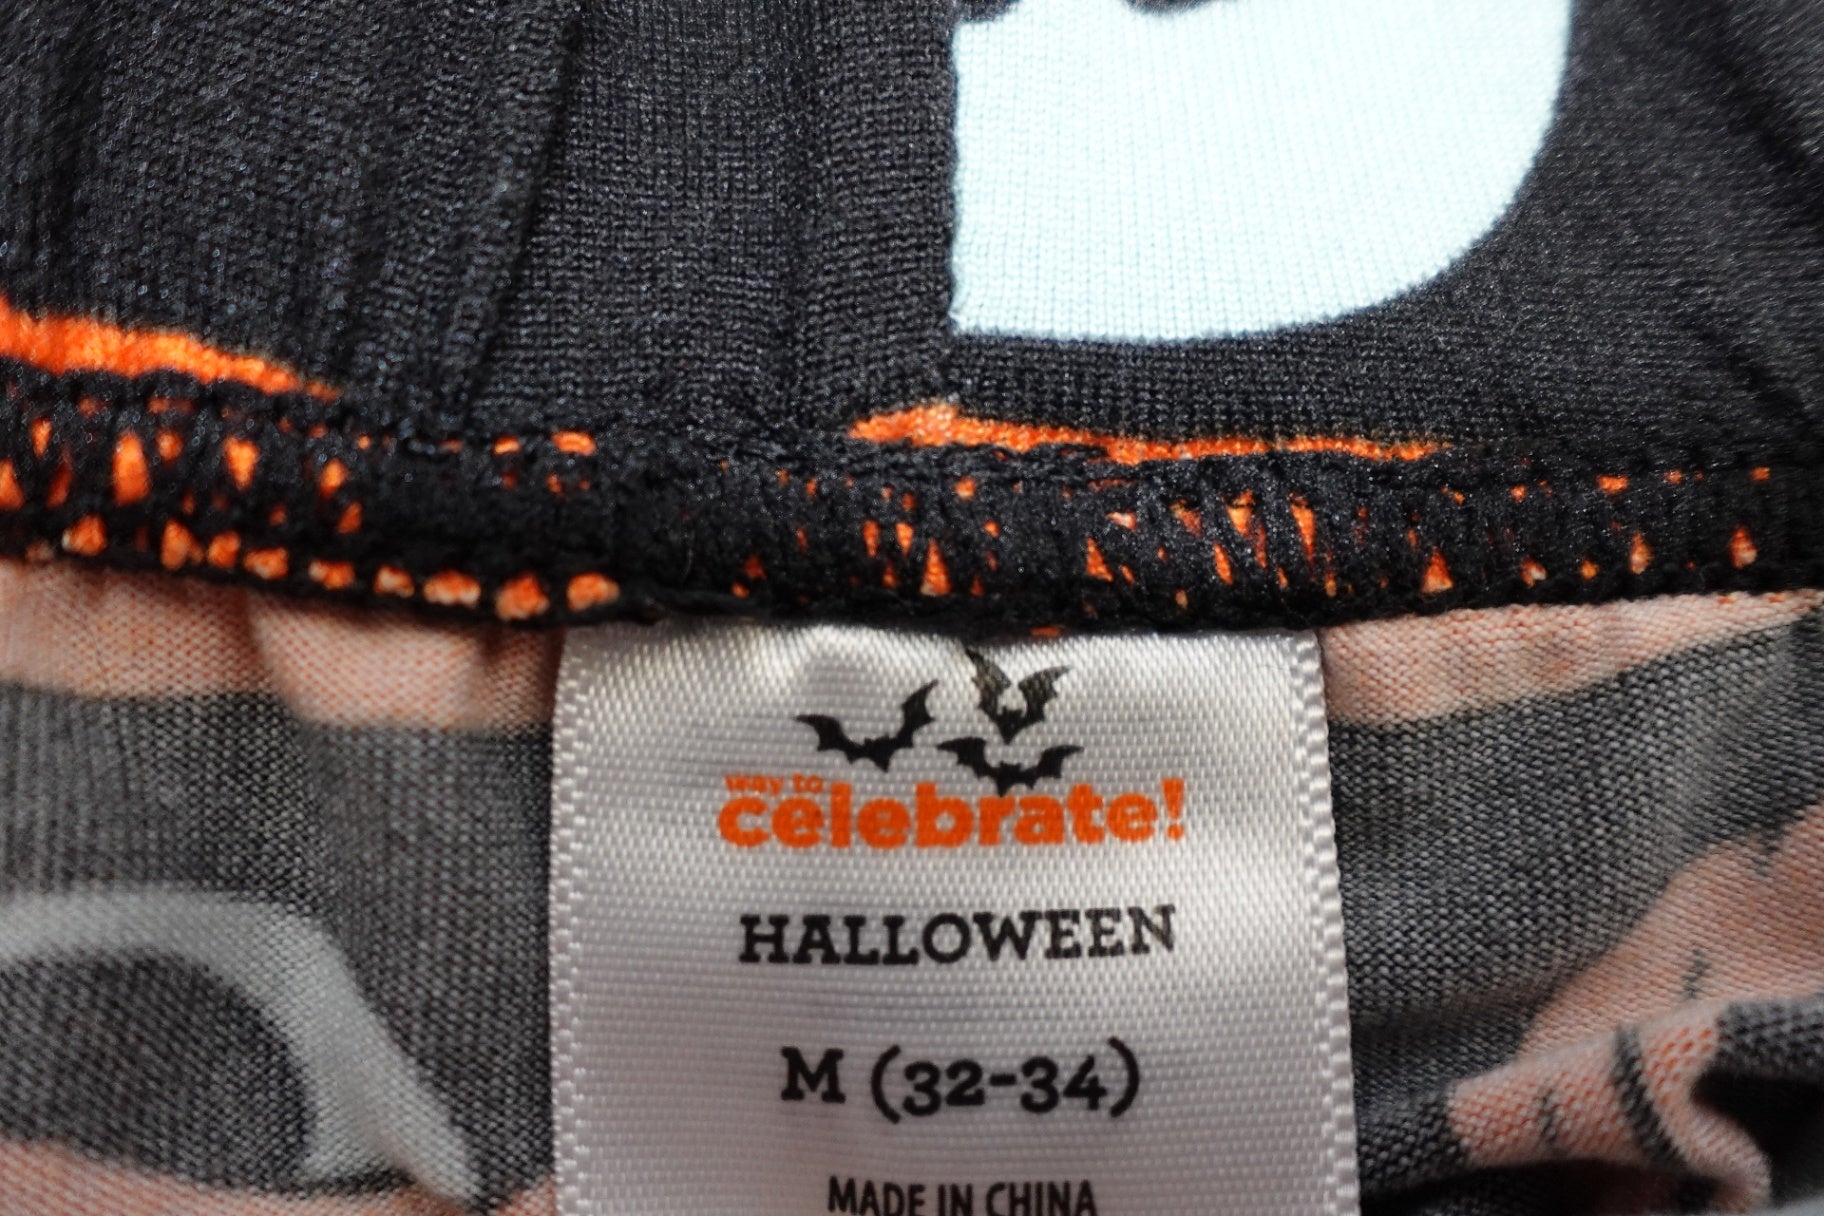 way to
celebrate!
HALLOWEEN
M (32-34)
MADE IN CHINA